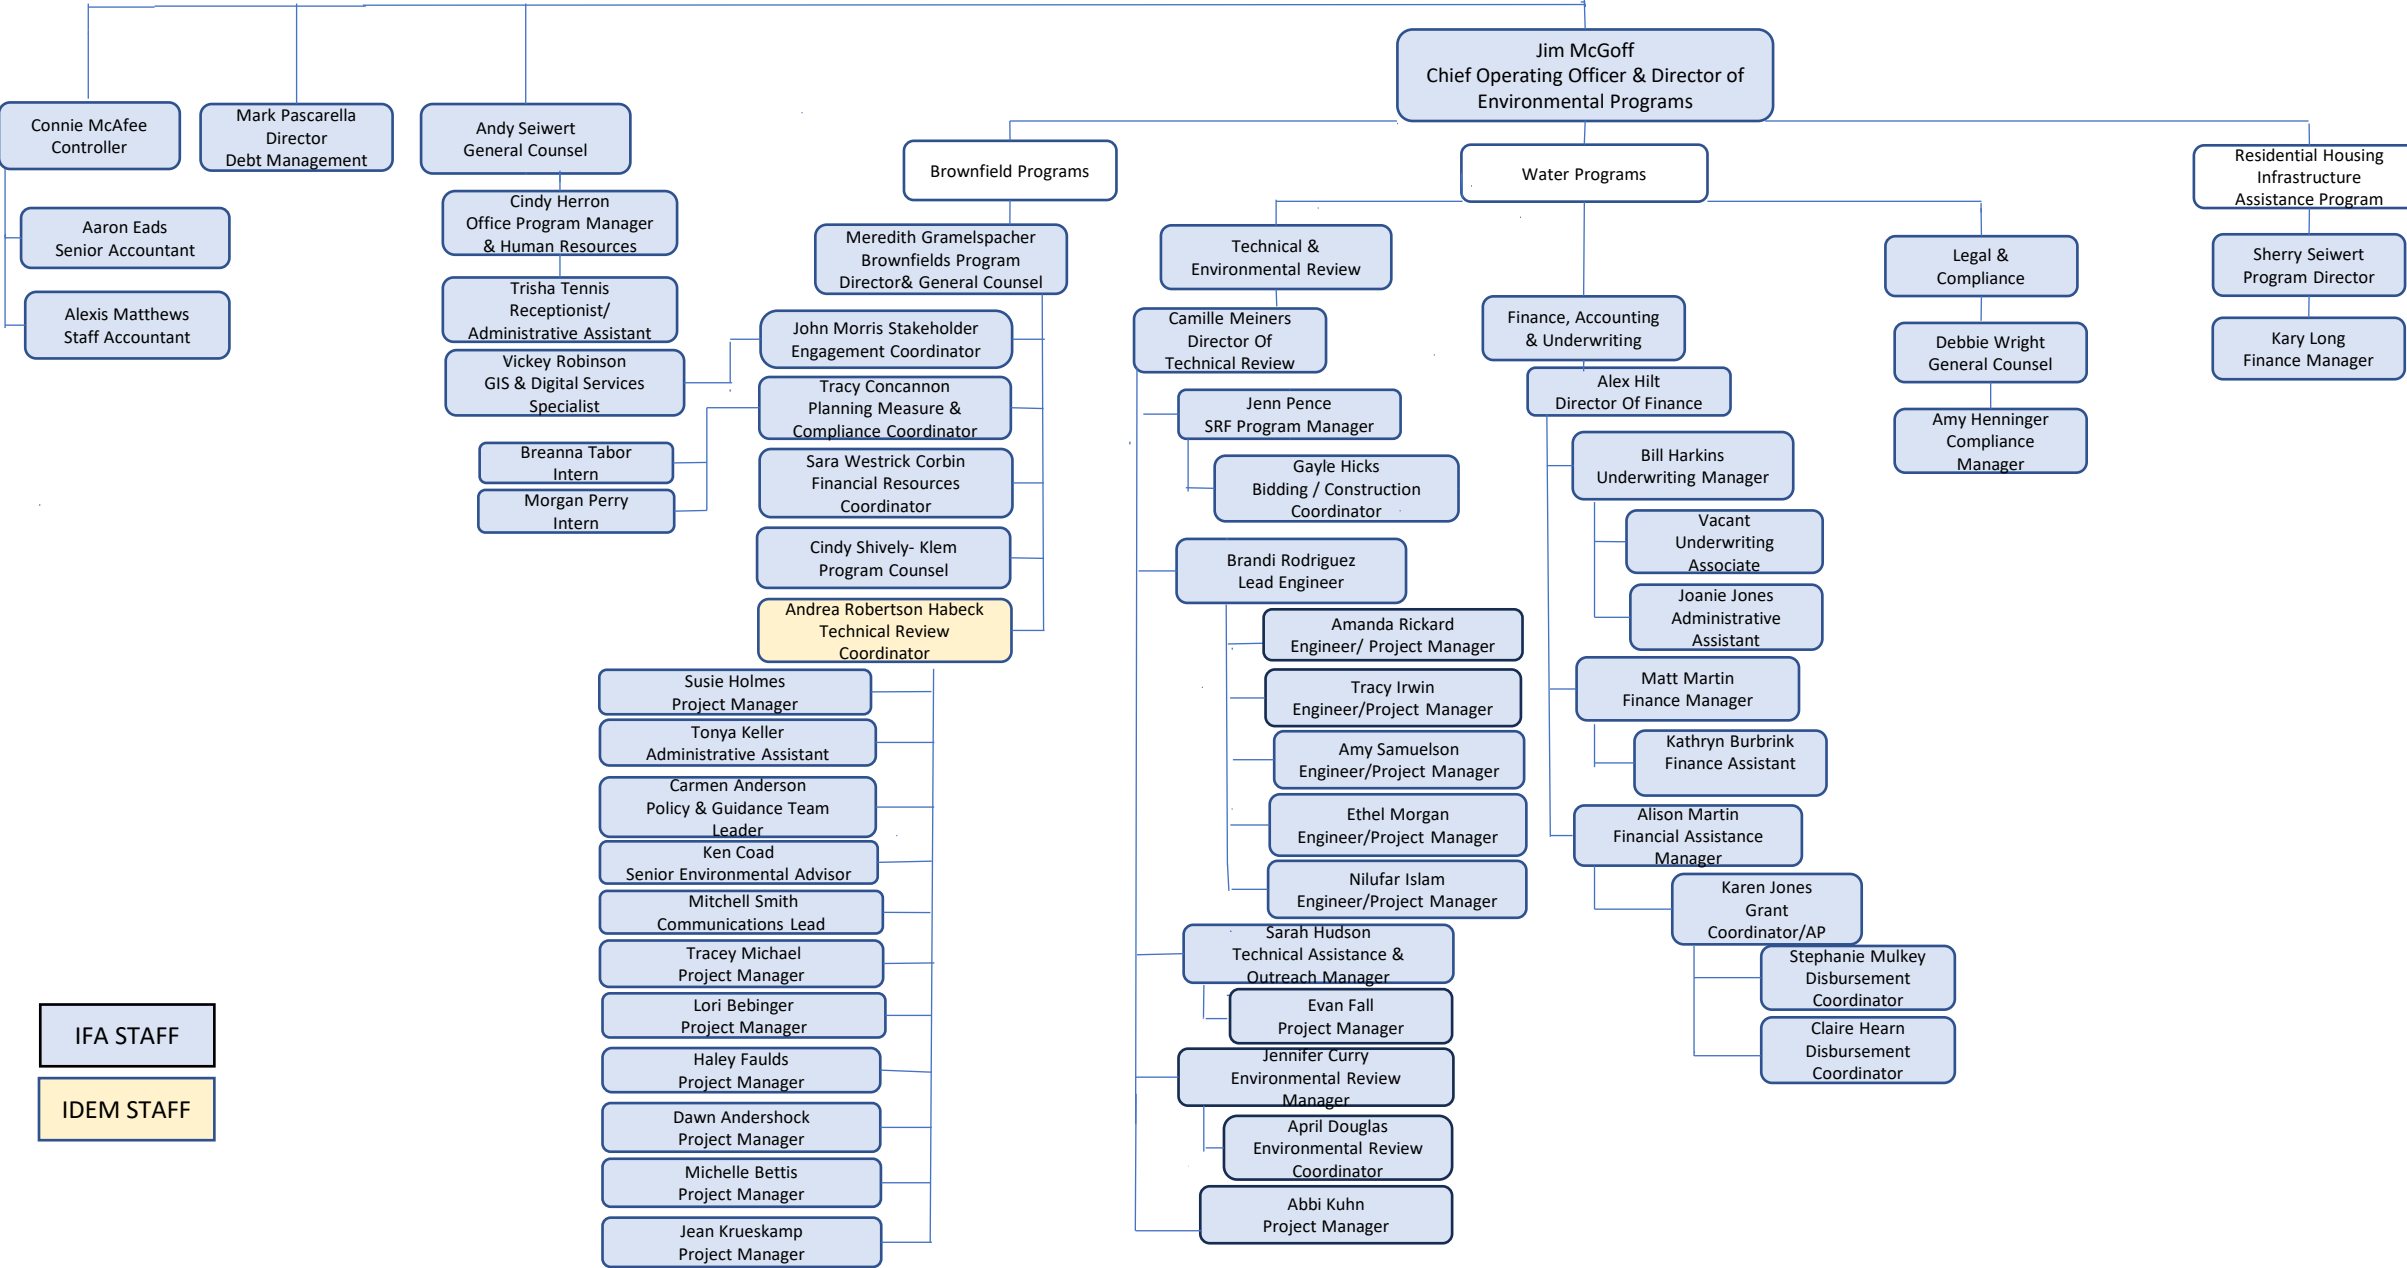 Jim McGoff
Chief Operating Officer & Director of
Environmental Programs
Connie McAfee
Controller
Mark Pascarella
Director
Debt Management
Andy Seiwert
General Counsel
Aaron Eads
Senior Accountant
Alexis Matthews
Staff Accountant
Cindy Herron
Office Program Manager
& Human Resources
Trisha Tennis
Receptionist/
Administrative Assistant
Vickey Robinson
GIS & Digital Services
Specialist
Breanna Tabor
Intern
Morgan Perry
Intern
Brownfield Programs
Meredith Gramelspacher
Brownfields Program
Director& General Counsel
John Morris Stakeholder
Engagement Coordinator
Tracy Concannon
Planning Measure &
Compliance Coordinator
Sara Westrick Corbin
Financial Resources
Coordinator
Cindy Shively- Klem
Program Counsel
Andrea Robertson Habeck
Technical Review
Coordinator
Susie Holmes
Project Manager
Tonya Keller
Administrative Assistant
Carmen Anderson
Policy & Guidance Team
Leader
Ken Coad
Senior Environmental Advisor
Mitchell Smith
Communications Lead
Tracey Michael
Project Manager
Lori Bebinger
Project Manager
Haley Faulds
Project Manager
Dawn Andershock
Project Manager
Michelle Bettis
Project Manager
Jean Krueskamp
Project Manager
Water Programs
Technical &
Environmental Review
Camille Meiners
Director Of
Technical Review
Jenn Pence
SRF Program Manager
Gayle Hicks
Bidding / Construction
Coordinator
Brandi Rodriguez
Lead Engineer
Amanda Rickard
Engineer/ Project Manager
Tracy Irwin
Engineer/Project Manager
Amy Samuelson
Engineer/Project Manager
Ethel Morgan
Engineer/Project Manager
Nilufar Islam
Engineer/Project Manager
Sarah Hudson
Technical Assistance &
Outreach Manager
Evan Fall
Project Manager
Jennifer Curry
Environmental Review
Manager
April Douglas
Environmental Review
Coordinator
Abbi Kuhn
Project Manager
Finance, Accounting
& Underwriting
Alex Hilt
Director Of Finance
Bill Harkins
Underwriting Manager
Vacant
Underwriting
Associate
Joanie Jones
Administrative
Assistant
Matt Martin
Finance Manager
Kathryn Burbrink
Finance Assistant
Alison Martin
Financial Assistance
Manager
Karen Jones
Grant
Coordinator/AP
Stephanie Mulkey
Disbursement
Coordinator
Claire Hearn
Disbursement
Coordinator
Legal &
Compliance
Debbie Wright
General Counsel
Amy Henninger
Compliance
Manager
Residential Housing
Infrastructure
Assistance Program
Sherry Seiwert
Program Director
Kary Long
Finance Manager
IFA STAFF
IDEM STAFF